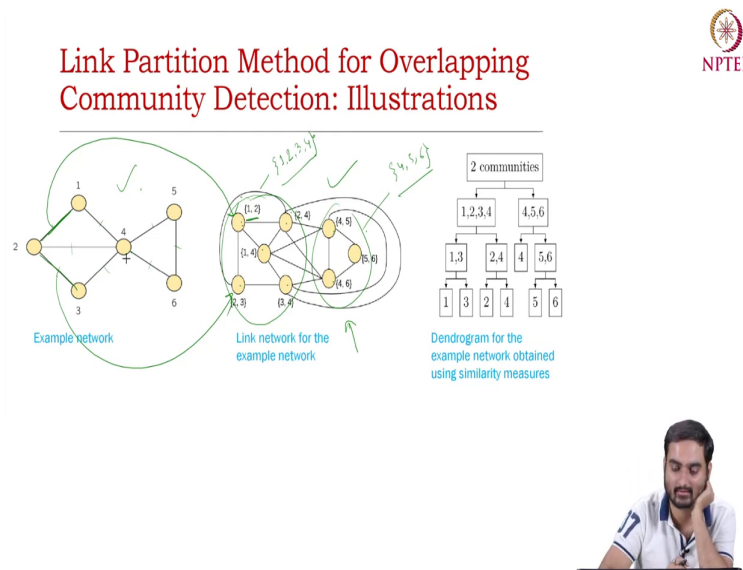 NPTE
Link Partition Method for Overlapping
Community Detection: Illustrations
{1,2,3,4}
{4,5,6}
1
5
2
4
3
6
{1, 2}
{2, 4}
{4, 5}
{1, 4}
{5, 6}
{4, 6}
{2, 3}
{3, 4}
2 communities
1,2,3,4
4,5,6
1,3
2,4
4
5,6
1
3
2
4
5
6
Example network
Link network for the
example network
Dendrogram for the
example network obtained
using similarity measures